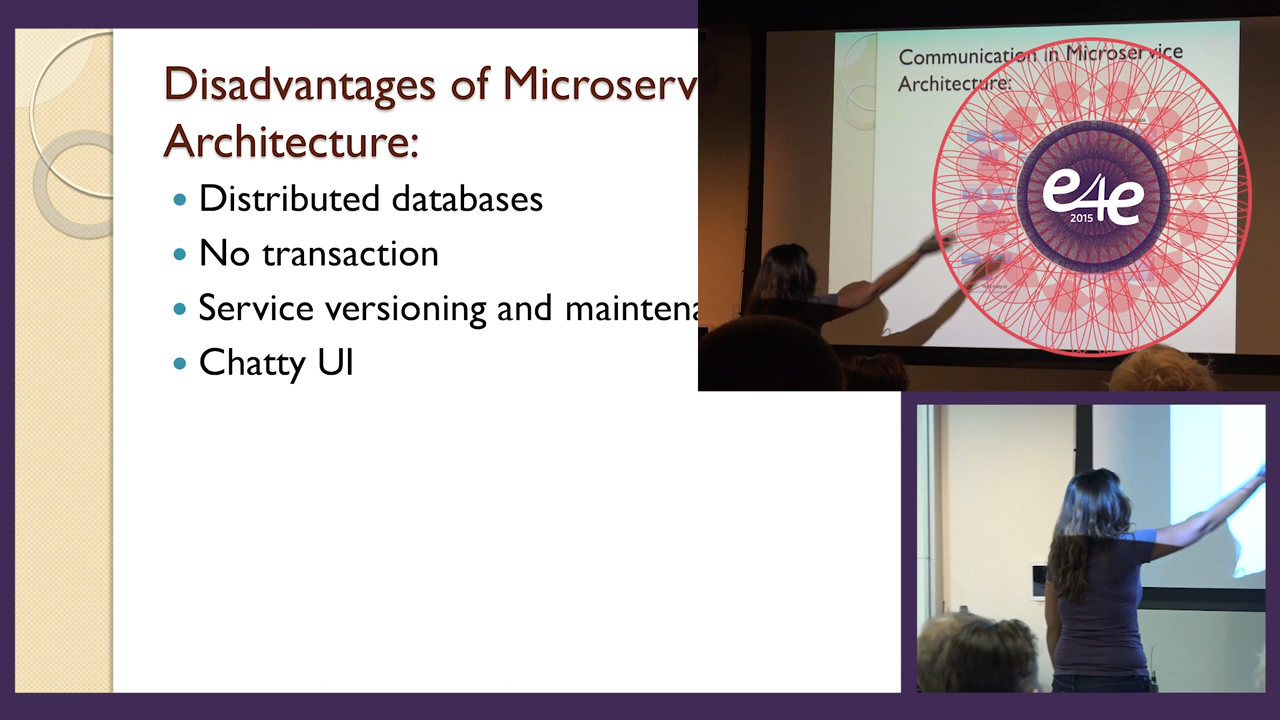 Disadvantages of Microserv
Architecture:
• Distributed databases
• No transaction
• Service versioning and maintena
• Chatty UI
Communication in Microservice
Architecture:
e4e
2015